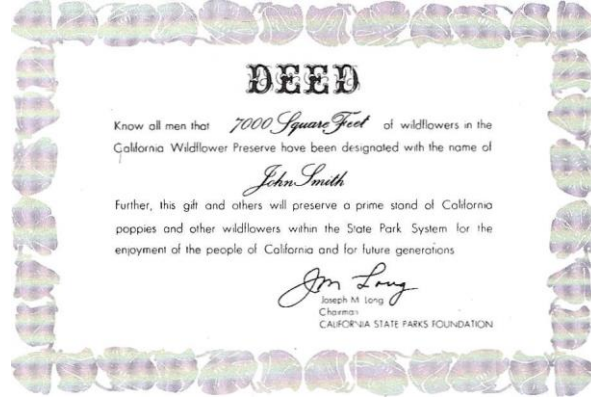 DEED
Know all men that 7000 Square Feet of wildflowers in the
California Wildflower Preserve have been designated with the name of
John Smith
Further, this gift and others will preserve a prime stand of California
poppies and other wildflowers within the State Park System for the
enjoyment of the people of California and for future generations
Jm Long
Joseph M Long
Chairman
CALIFORNIA STATE PARKS FOUNDATION